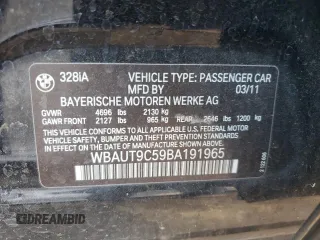 328iA VEHICLE TYPE: PASSENGER CAR
MFD BY 03/11
BAYERISCHE MOTOREN WERKE AG
GVWR 4696 lbs 2130 kg
GAWR FRONT 2127 lbs 965 kg REAR 2646 lbs 1200 kg
THIS VEHICLE CONFORMS TO ALL APPLICABLE FEDERAL MOTOR
VEHICLE SAFETY, BUMPER AND THEFT PREVENTION STANDARDS
IN EFFECT ON THE DATE OF MANUFACTURE SHOWN ABOVE.
WBAUT9C59BA191965
DREAMBID